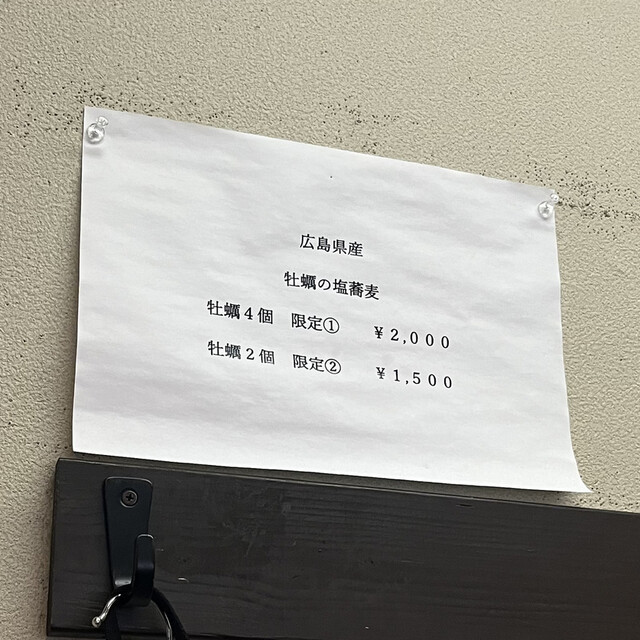 広島県産
牡蠣の塩蕎麦
牡蠣４個　限定①　￥２,０００
牡蠣２個　限定②　￥１,５００